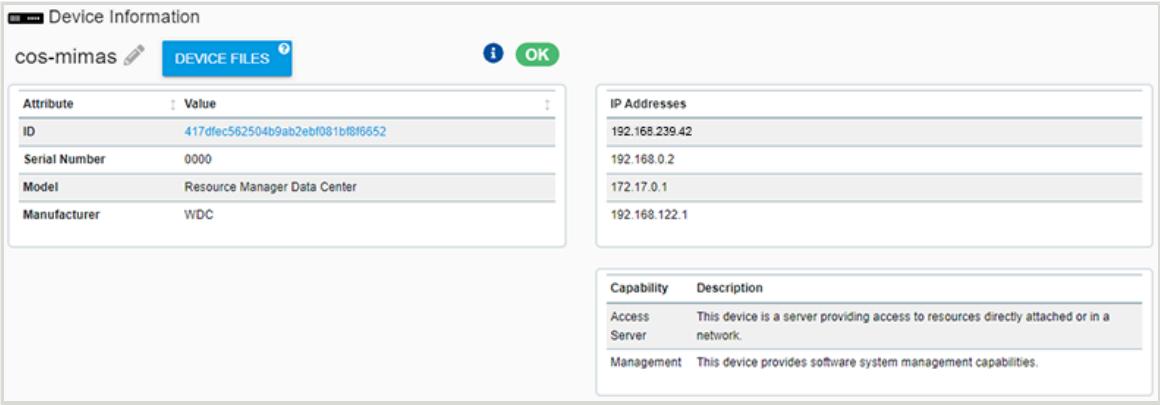 Device Information
cos-mimas DEVICE FILES ? i OK
Attribute Value
ID 417dfec562504b9ab2ebf081bf8f6652
Serial Number 0000
Model Resource Manager Data Center
Manufacturer WDC
IP Addresses
192.168.239.42
192.168.0.2
172.17.0.1
192.168.122.1
Capability Description
Access Server This device is a server providing access to resources directly attached or in a
network.
Management This device provides software system management capabilities.